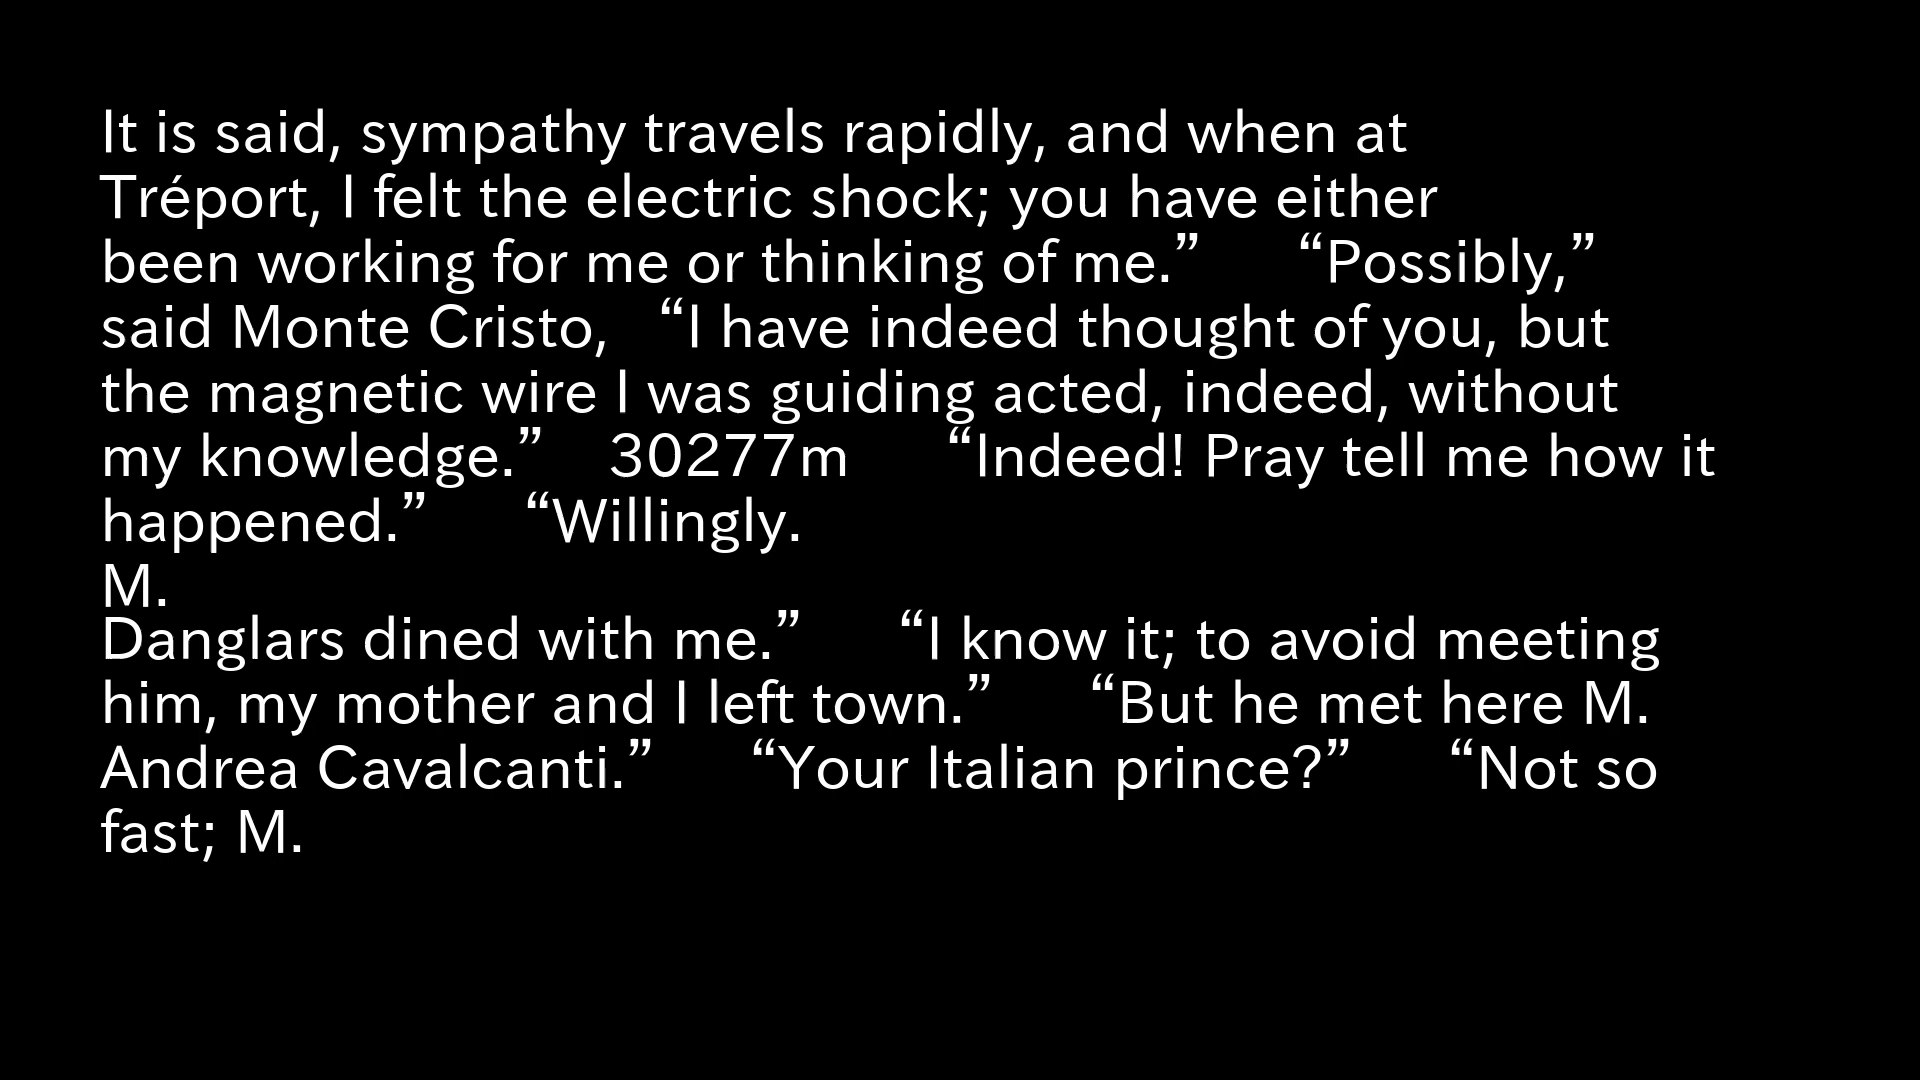 It is said, sympathy travels rapidly, and when at
Tréport, I felt the electric shock; you have either
been working for me or thinking of me.” “Possibly,”
said Monte Cristo, “I have indeed thought of you, but
the magnetic wire I was guiding acted, indeed, without
my knowledge.” 30277m “Indeed! Pray tell me how it
happened.” “Willingly.
M.
Danglars dined with me.” “I know it; to avoid meeting
him, my mother and I left town.” “But he met here M.
Andrea Cavalcanti.” “Your Italian prince?” “Not so
fast; M.